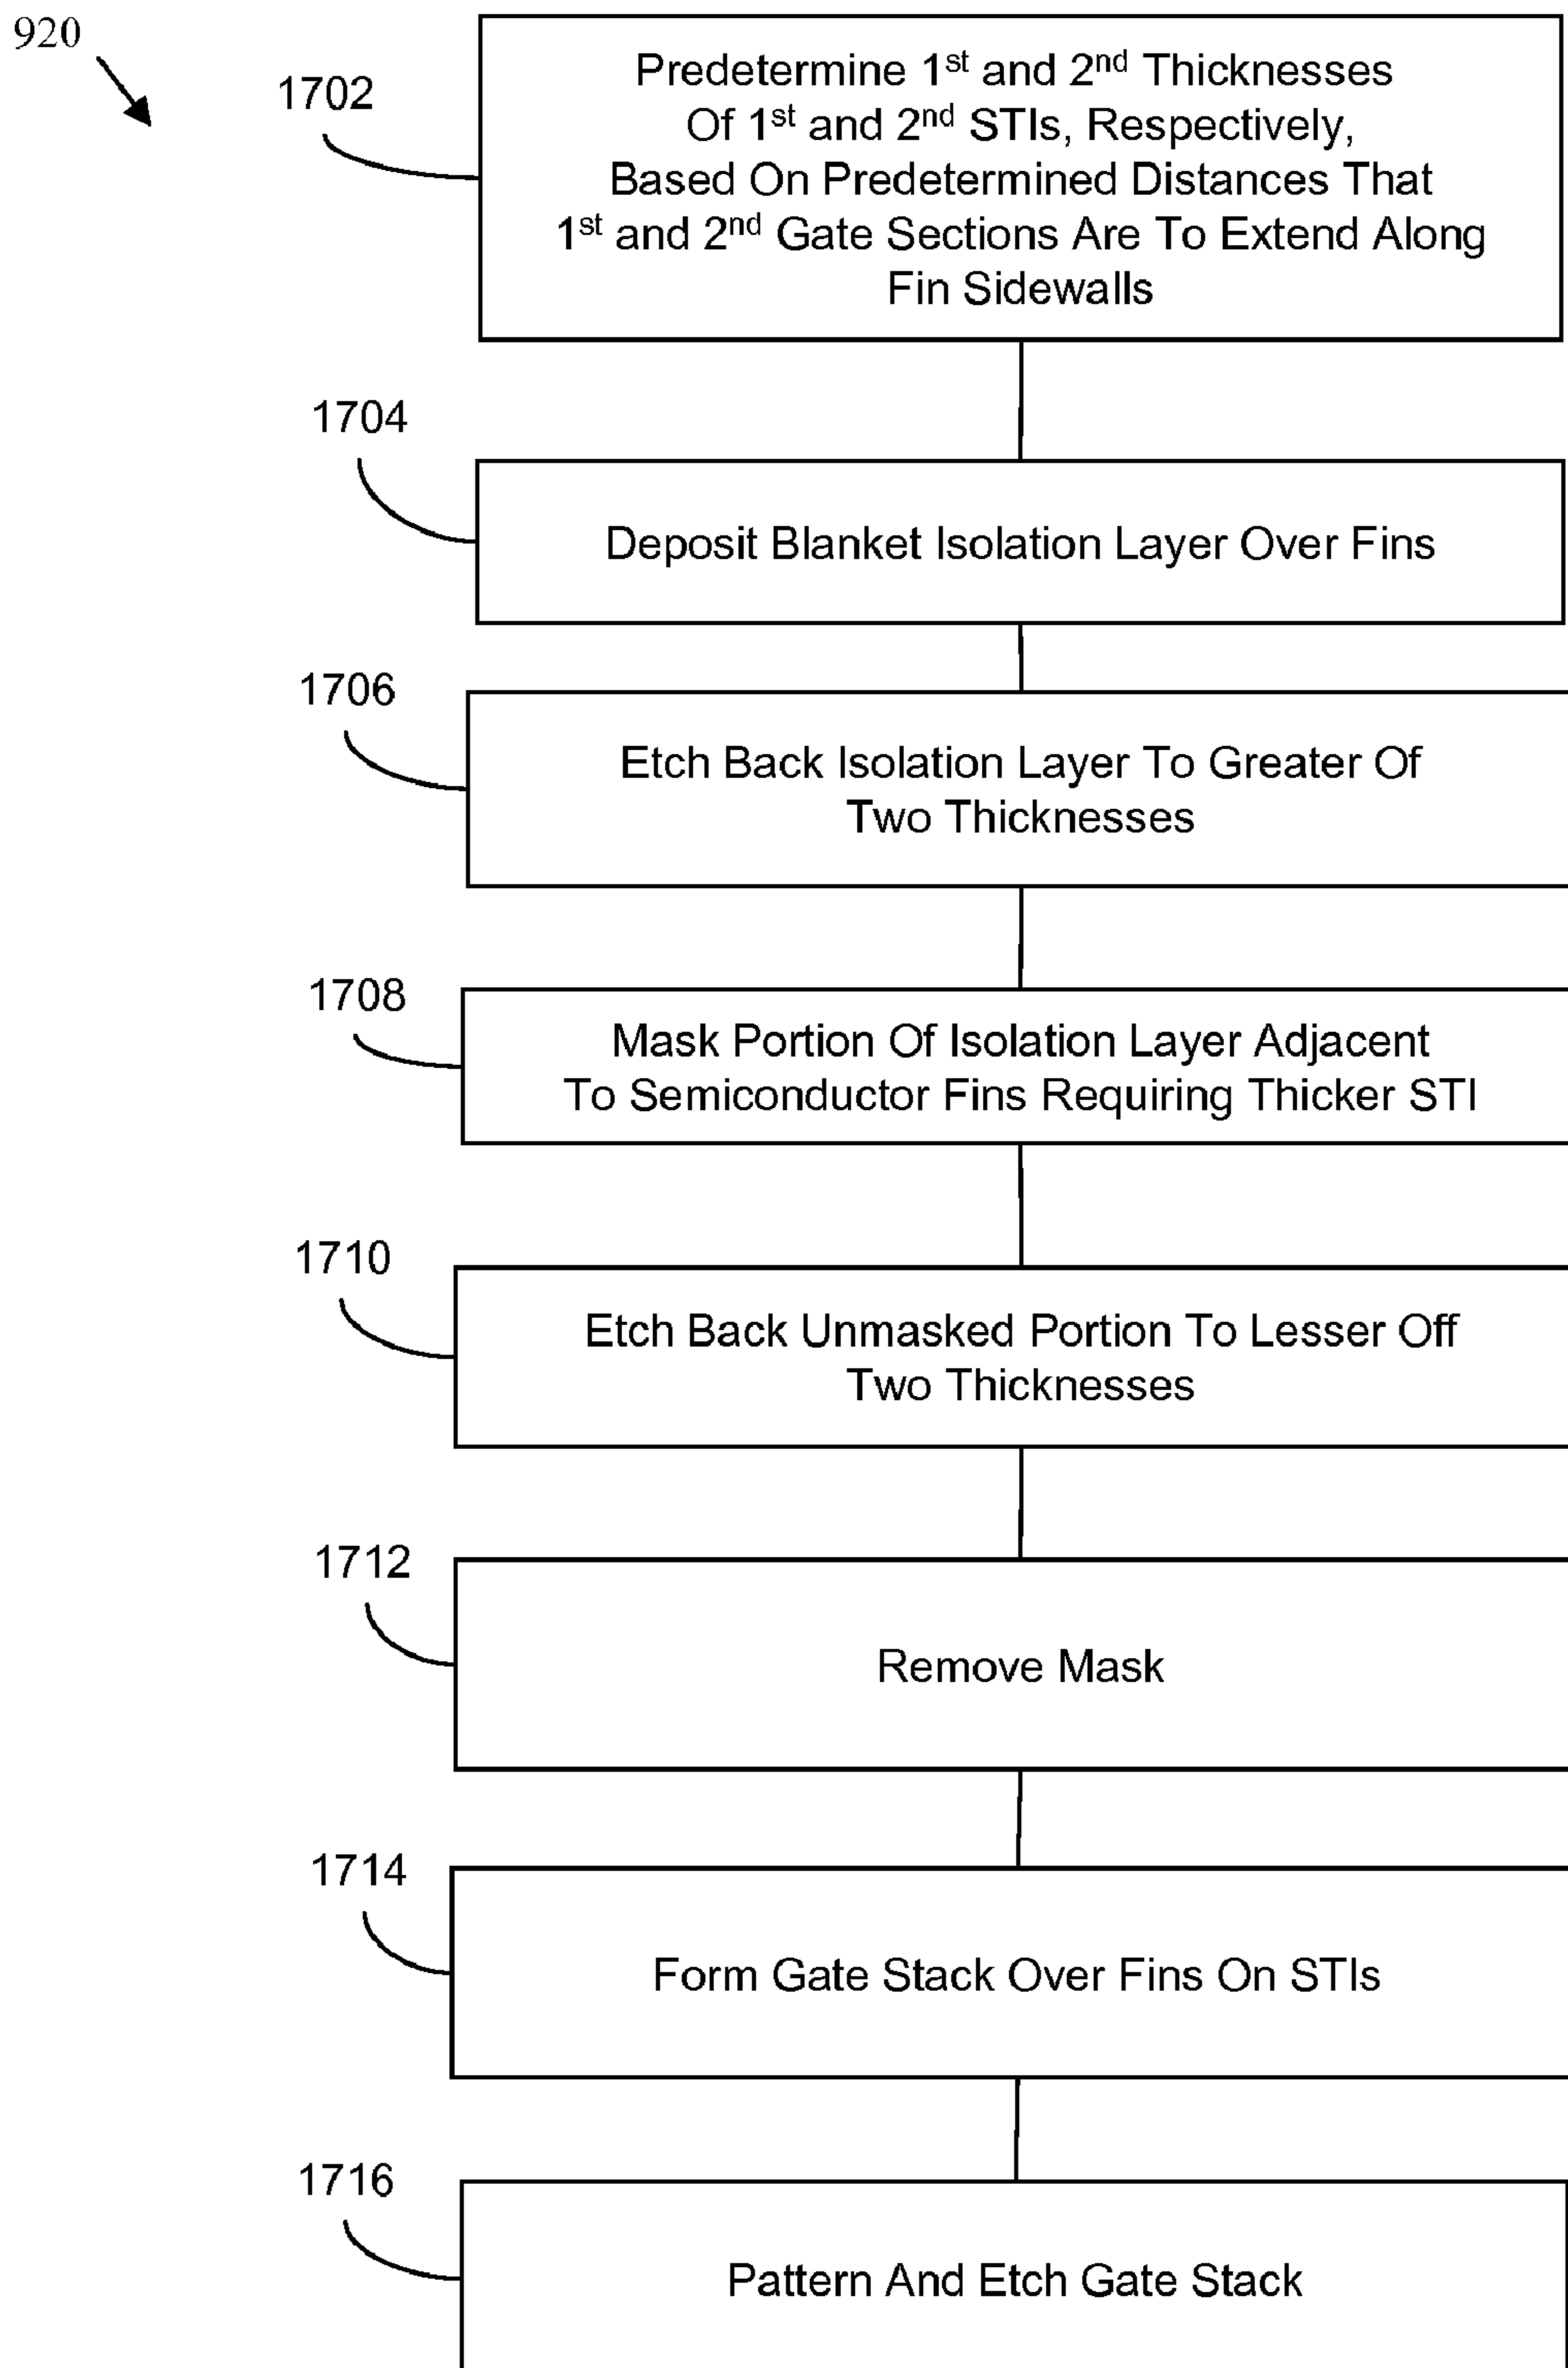 920
1702
Predetermine 1st and 2nd Thicknesses
Of 1st and 2nd STIs, Respectively,
Based On Predetermined Distances That
1st and 2nd Gate Sections Are To Extend Along
Fin Sidewalls
1704
Deposit Blanket Isolation Layer Over Fins
1706
Etch Back Isolation Layer To Greater Of
Two Thicknesses
1708
Mask Portion Of Isolation Layer Adjacent
To Semiconductor Fins Requiring Thicker STI
1710
Etch Back Unmasked Portion To Lesser Off
Two Thicknesses
1712
Remove Mask
1714
Form Gate Stack Over Fins On STIs
1716
Pattern And Etch Gate Stack